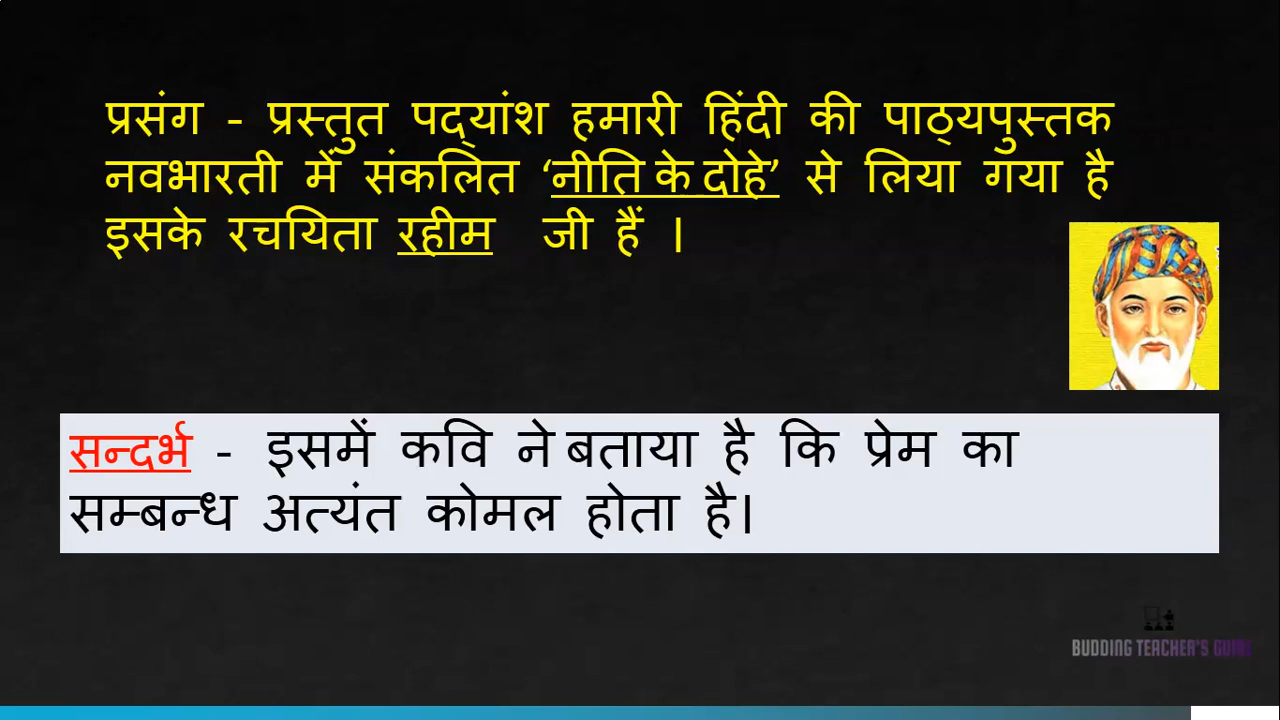 प्रसंग - प्रस्तुत पद्यांश हमारी हिंदी की पाठ्यपुस्तक
नवभारती में संकलित ‘नीति के दोहे’ से लिया गया है
इसके रचयिता रहीम जी हैं ।
सन्दर्भ - इसमें कवि ने बताया है कि प्रेम का
सम्बन्ध अत्यंत कोमल होता है।
BUDDING TEACHER'S GUIDE